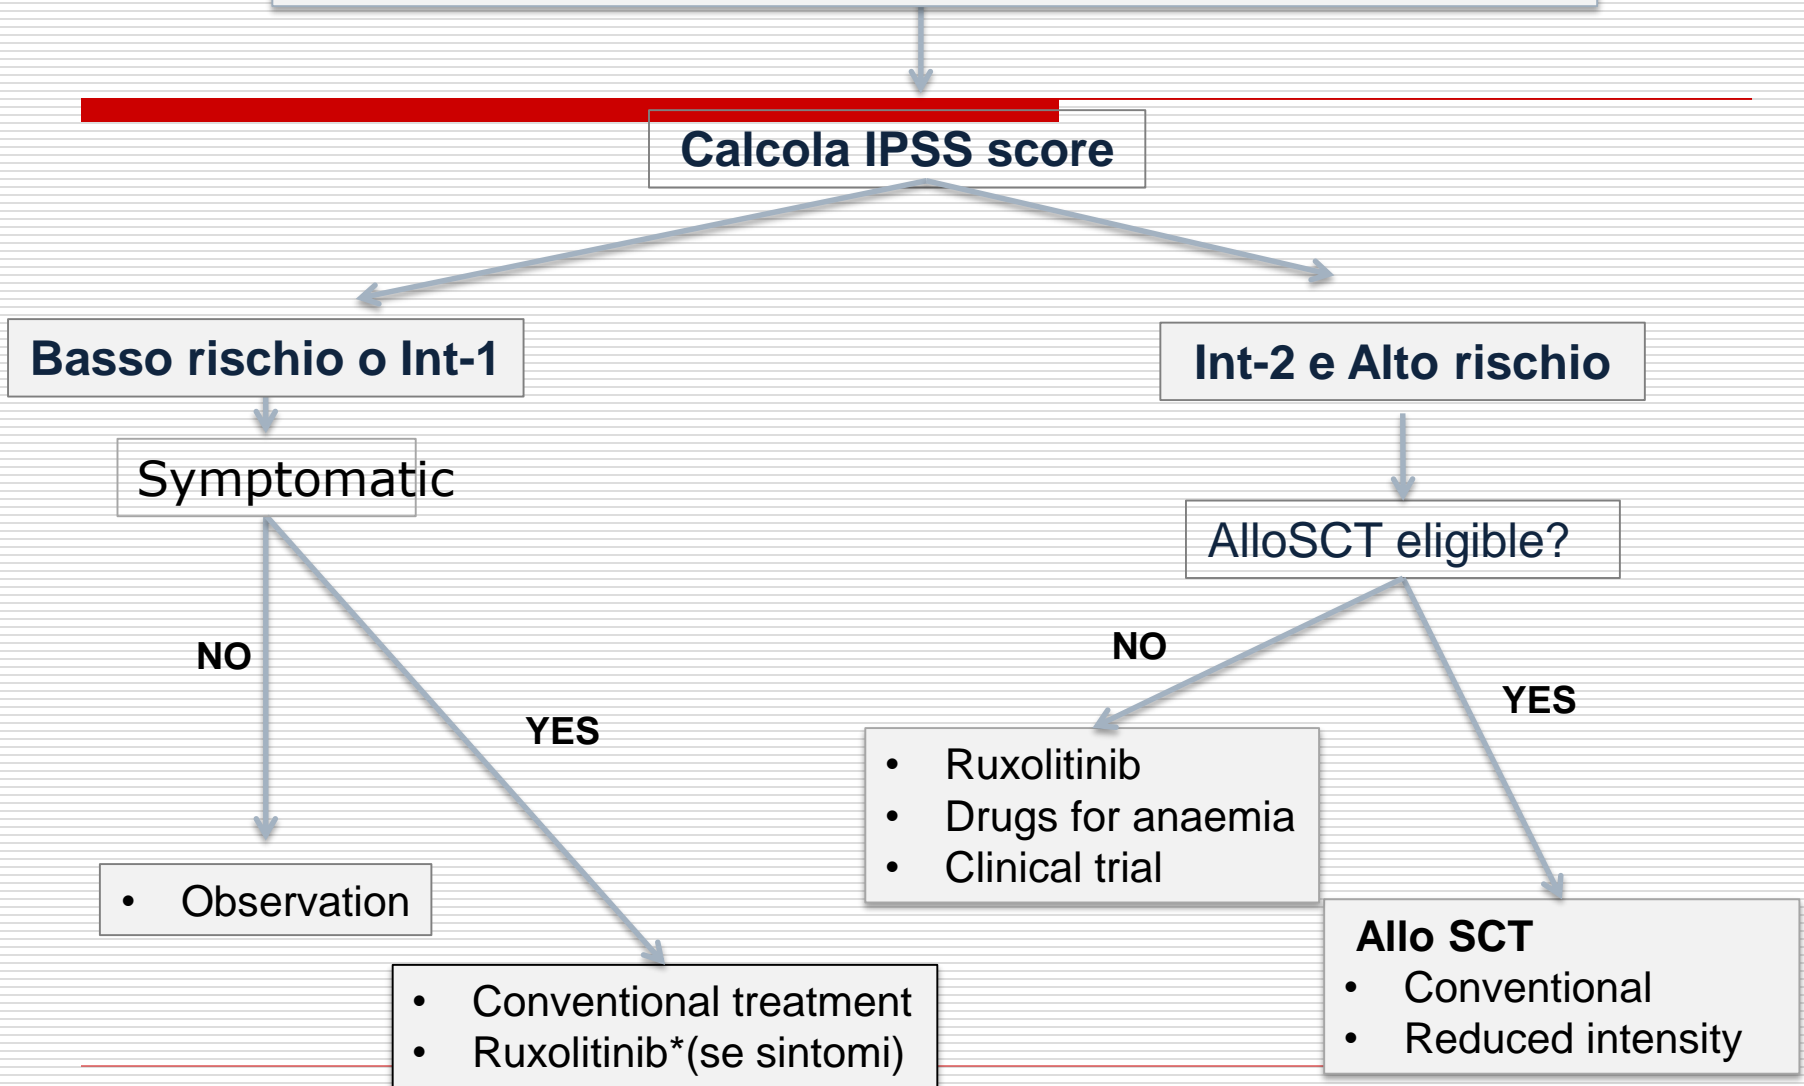 Calcola IPSS score
Basso rischio o Int-1
Int-2 e Alto rischio
Symptomatic
AlloSCT eligible?
NO
YES
NO
YES
• Observation
• Conventional treatment
• Ruxolitinib*(se sintomi)
• Ruxolitinib
• Drugs for anaemia
• Clinical trial
Allo SCT
• Conventional
• Reduced intensity